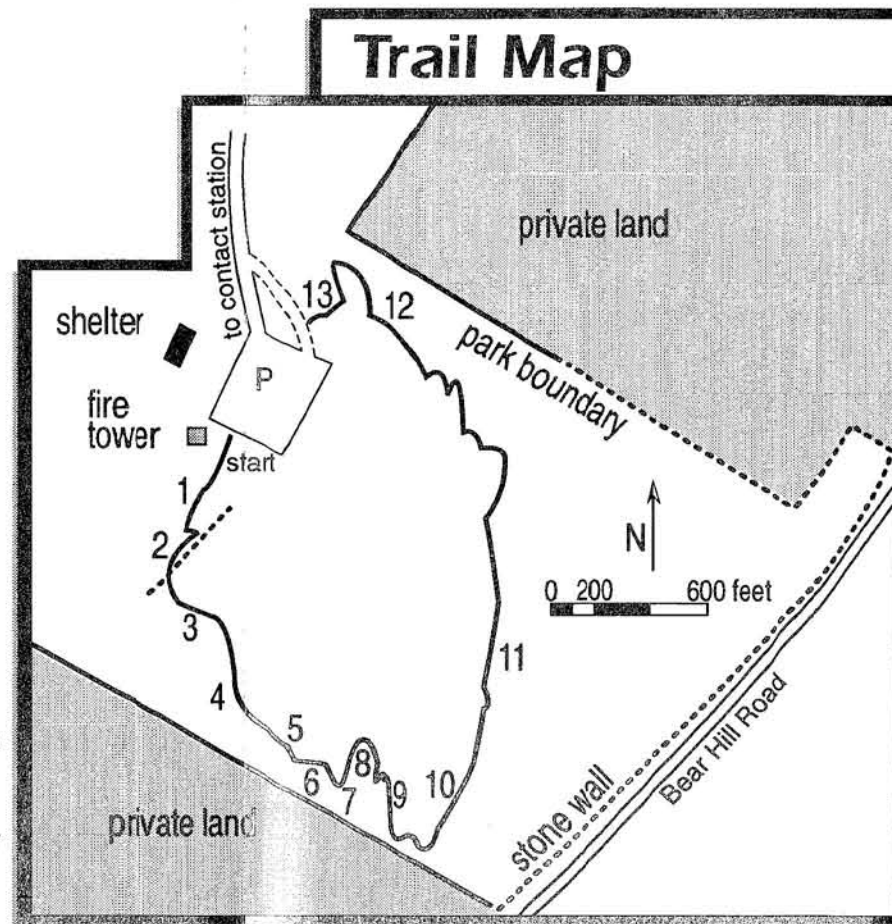 Trail Map
to contact station
private land
shelter
13
12
park boundary
P
fire
tower
start
1
N
2
0 200 600 feet
3
11
4
5
8
6
7
9
10
Bear Hill Road
stone wall
private land